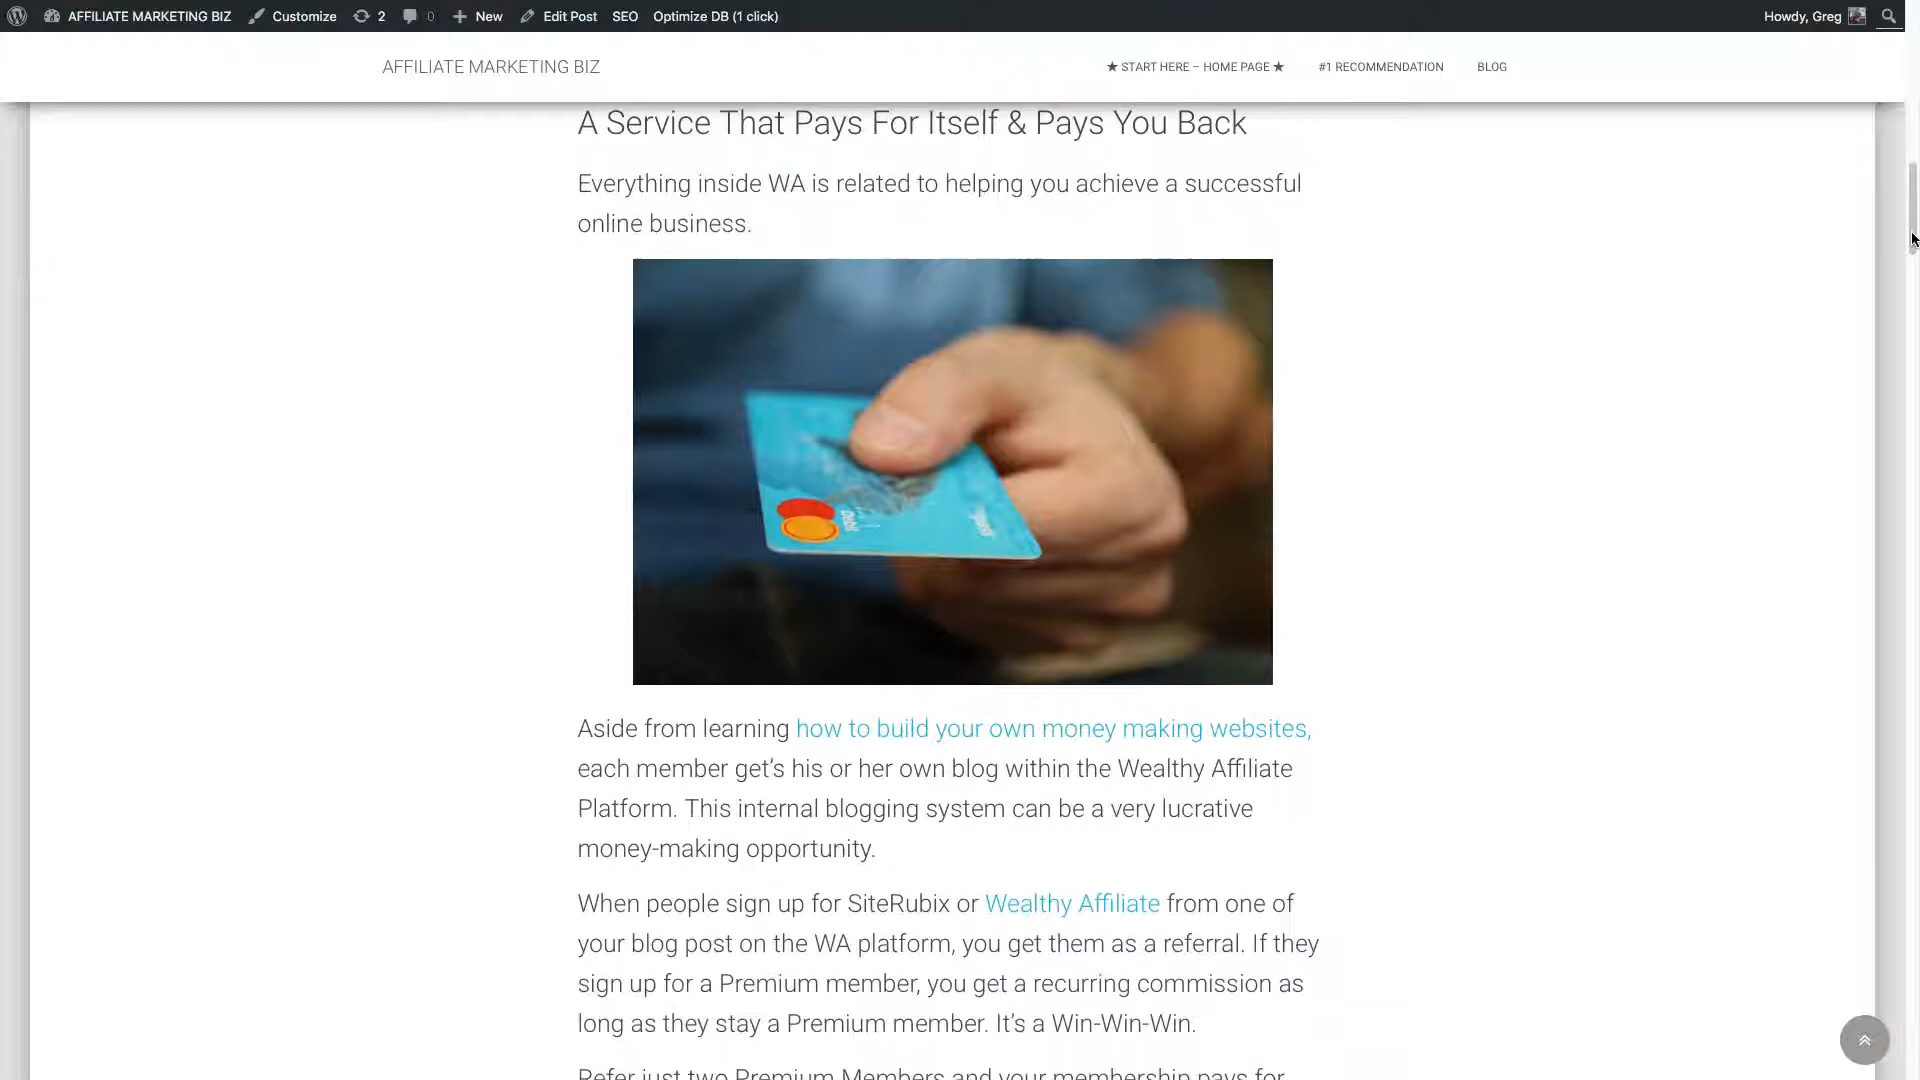 AFFILIATE MARKETING BIZ Customize 2 0 New Edit Post SEO Optimize DB (1 click) Howdy, Greg
AFFILIATE MARKETING BIZ ★ START HERE – HOME PAGE ★ #1 RECOMMENDATION BLOG
A Service That Pays For Itself & Pays You Back
Everything inside WA is related to helping you achieve a successful
online business.
Debit
Aside from learning how to build your own money making websites,
each member get's his or her own blog within the Wealthy Affiliate
Platform. This internal blogging system can be a very lucrative
money-making opportunity.
When people sign up for SiteRubix or Wealthy Affiliate from one of
your blog post on the WA platform, you get them as a referral. If they
sign up for a Premium member, you get a recurring commission as
long as they stay a Premium member. It's a Win-Win-Win.
Refer just two Premium Members and your membership pays for